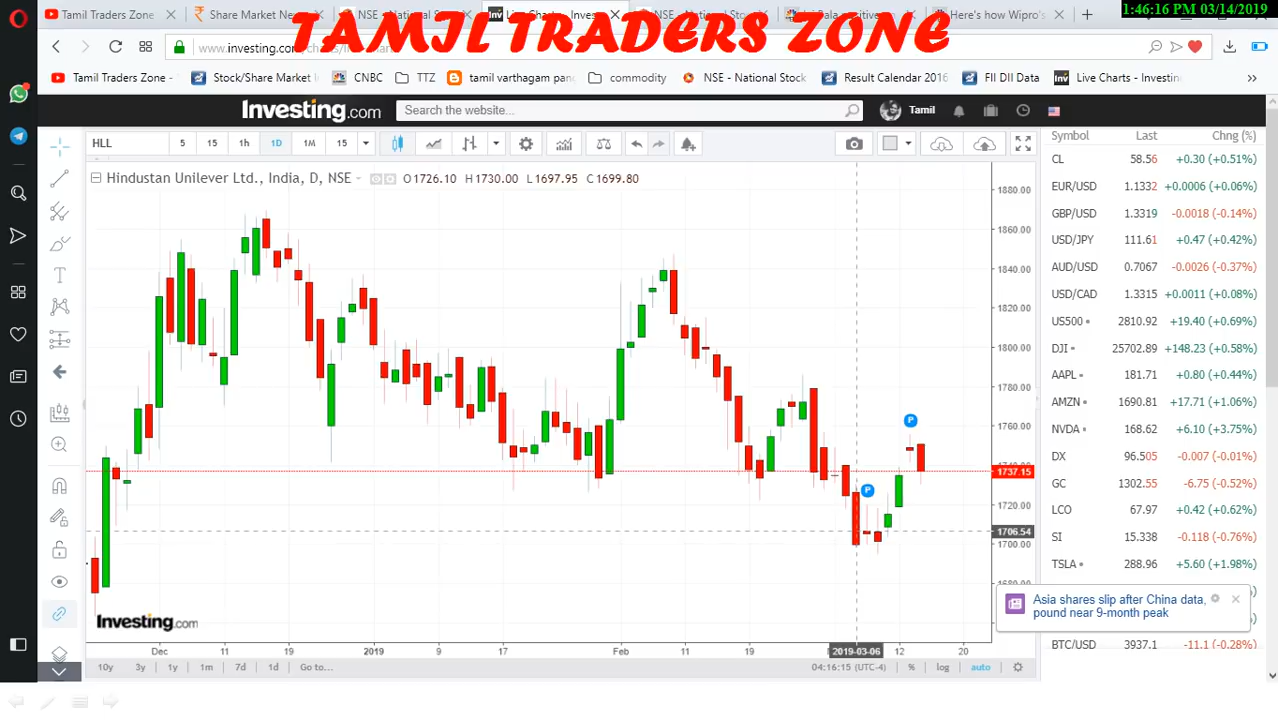 1:46:16 PM 03/14/2019
Tamil Traders Zone
Share Market Ne
NSE - National S
Live Charts - Inves
NSE - National St
Here's how Wipro's
TAMIL TRADERS ZONE
www.investing.com
Tamil Traders Zone -
Stock/Share Market
CNBC
TTZ
tamil varthagam pan
commodity
NSE - National Stock
Result Calendar 2016
FII DII Data
Live Charts - Investin
Investing.com
Search the website...
Tamil
HLL
5
15
1h
1D
1M
15
Hindustan Unilever Ltd., India, D, NSE
O1726.10 H1730.00 L1697.95 C1699.80
1880.00
1860.00
1840.00
1820.00
1800.00
1780.00
1760.00
1737.15
1720.00
1706.54
1700.00
P
P
Investing.com
Dec 11 19 2019 9 17 Feb 11 19 2019-03-06 12 20
10y 3y 1y 1m 7d 1d Go to...
04:16:15 (UTC-4) % log auto
Symbol Last Chng (%)
CL 58.56 +0.30 (+0.51%)
EUR/USD 1.1332 +0.0006 (+0.06%)
GBP/USD 1.3319 -0.0018 (-0.14%)
USD/JPY 111.61 +0.47 (+0.42%)
AUD/USD 0.7067 -0.0026 (-0.37%)
USD/CAD 1.3315 +0.0011 (+0.08%)
US500 2810.92 +19.40 (+0.69%)
DJI 25702.89 +148.23 (+0.58%)
AAPL 181.71 +0.80 (+0.44%)
AMZN 1690.81 +17.71 (+1.06%)
NVDA 168.62 +6.10 (+3.75%)
DX 96.505 -0.007 (-0.01%)
GC 1302.55 -6.75 (-0.52%)
LCO 67.97 +0.42 (+0.62%)
SI 15.338 -0.118 (-0.76%)
TSLA 288.96 +5.60 (+1.98%)
Asia shares slip after China data,
pound near 9-month peak
BTC/USD 3937.1 -11.1 (-0.28%)